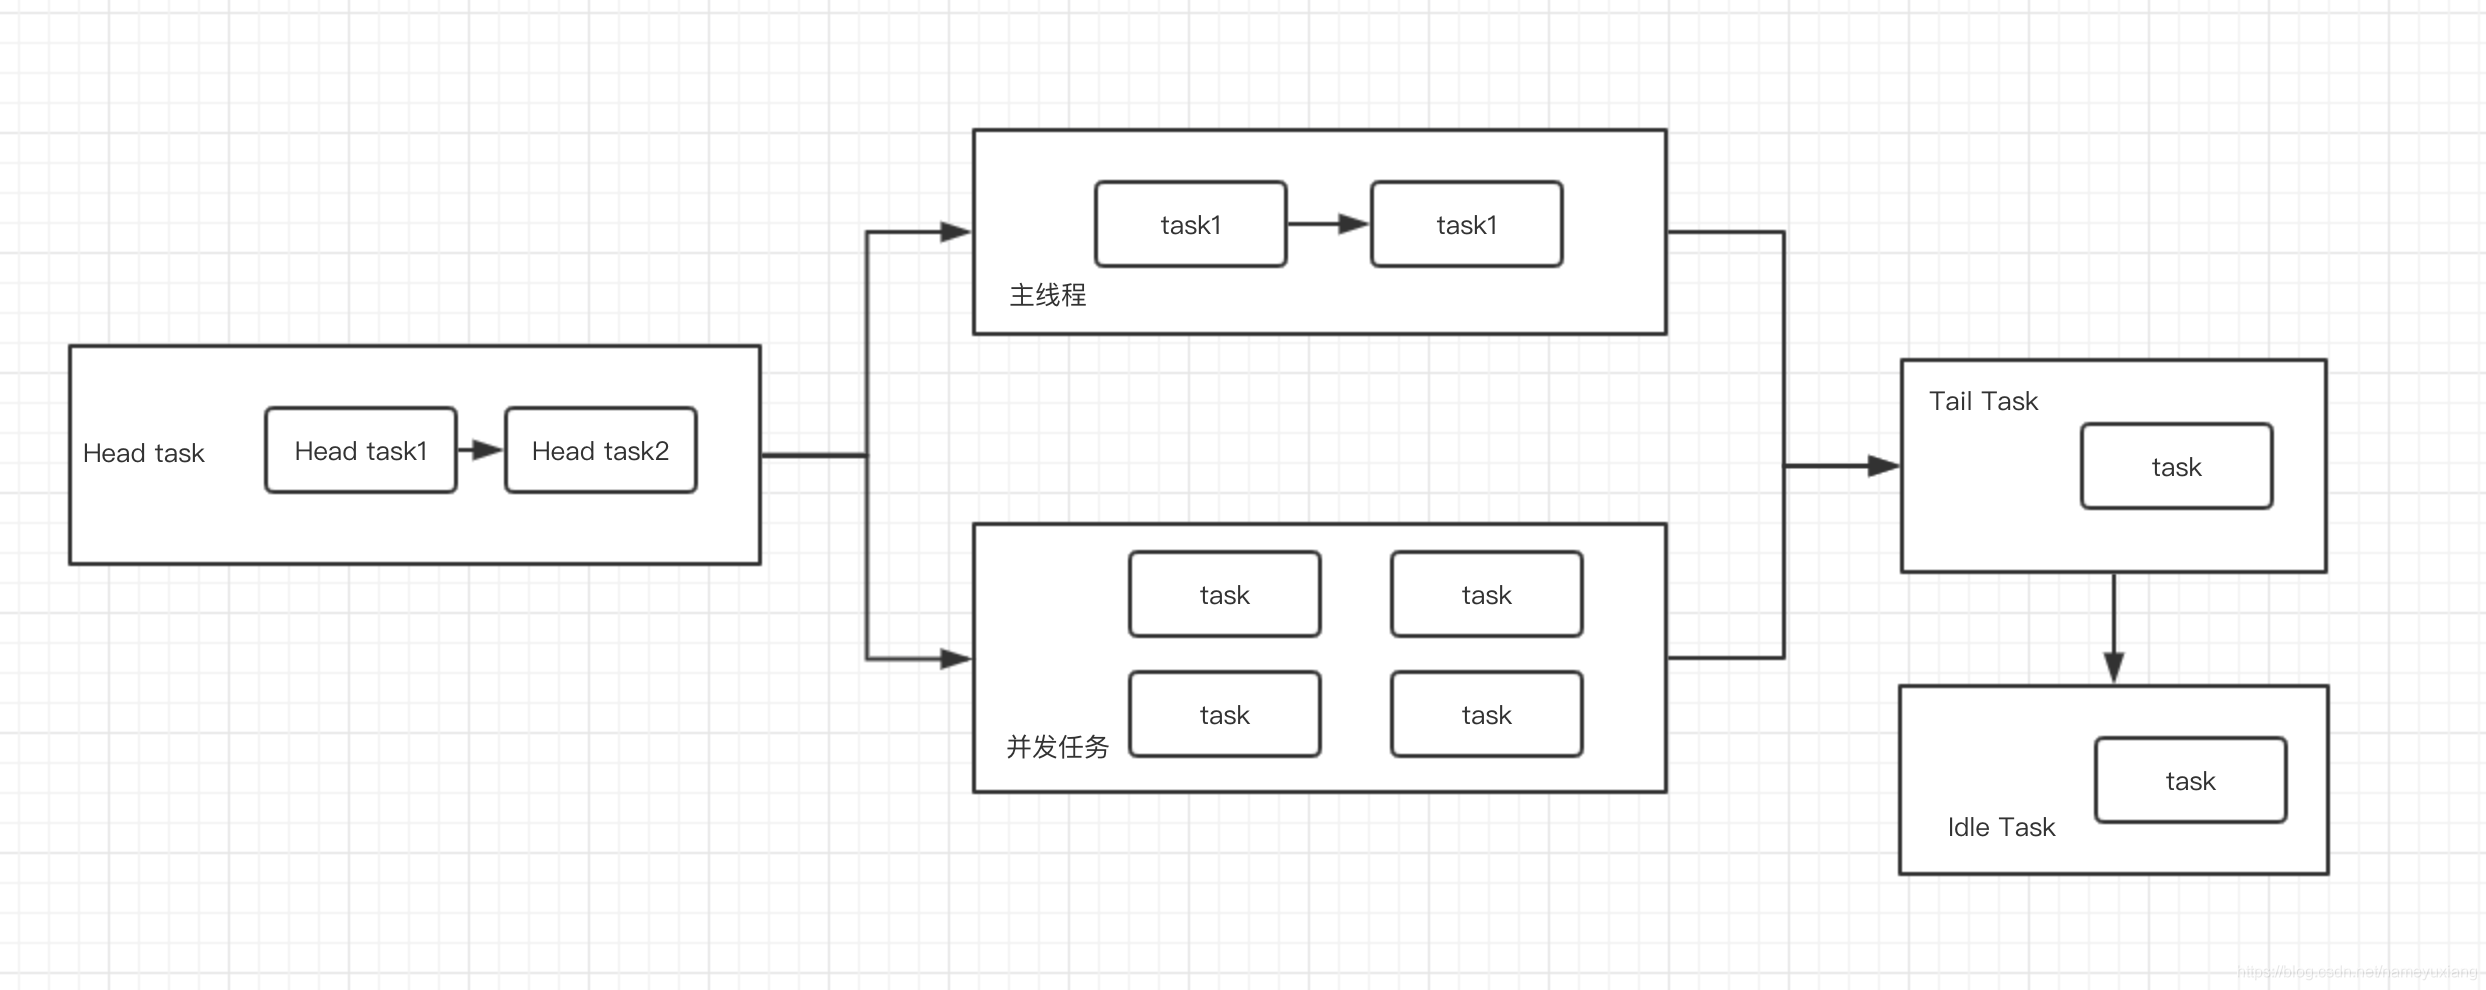 Head task
Head task1
Head task2
task1
task1
主线程
task
task
task
task
并发任务
Tail Task
task
task
Idle Task
https://blog.csdn.net/nameyuxiang